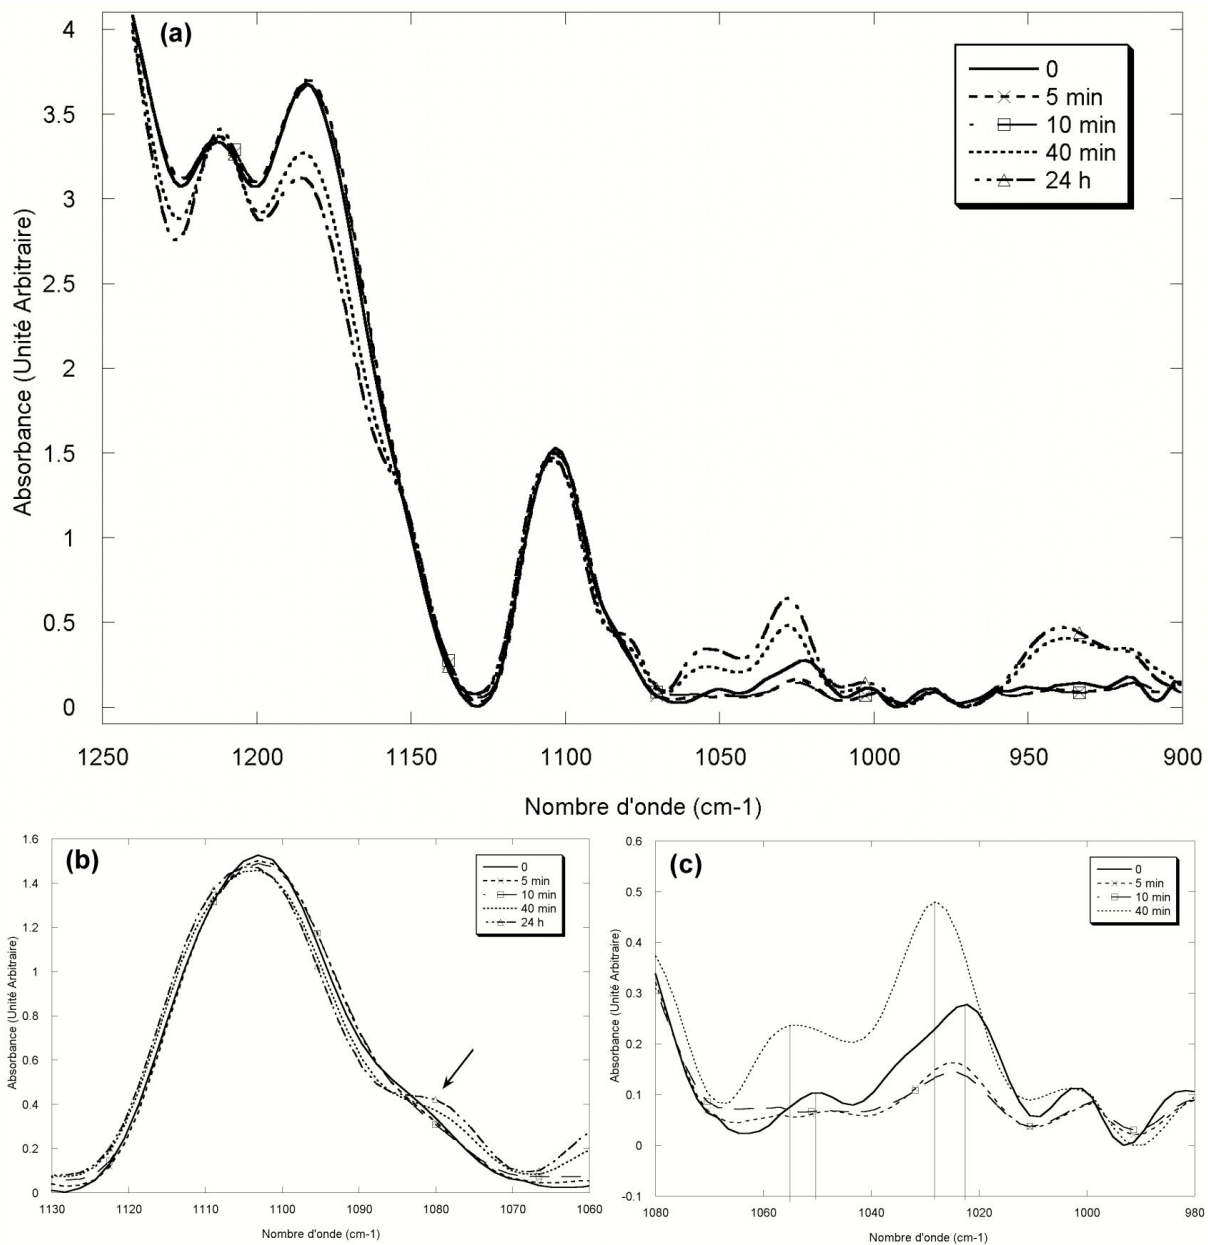 (a)
4
3.5
3
2.5
2
1.5
1
0.5
0
Absorbance (Unité Arbitraire)
0
5 min
10 min
40 min
24 h
1250 1200 1150 1100 1050 1000 950 900
Nombre d'onde (cm-1)
(b)
1.6
1.4
1.2
1
0.8
0.6
0.4
0.2
0
Absorbance (Unité Arbitraire)
0
5 min
10 min
40 min
24 h
1130 1120 1110 1100 1090 1080 1070 1060
Nombre d'onde (cm-1)
(c)
0.6
0.5
0.4
0.3
0.2
0.1
0
-0.1
Absorbance (Unité Arbitraire)
0
5 min
10 min
40 min
1080 1060 1040 1020 1000 980
Nombre d'onde (cm-1)